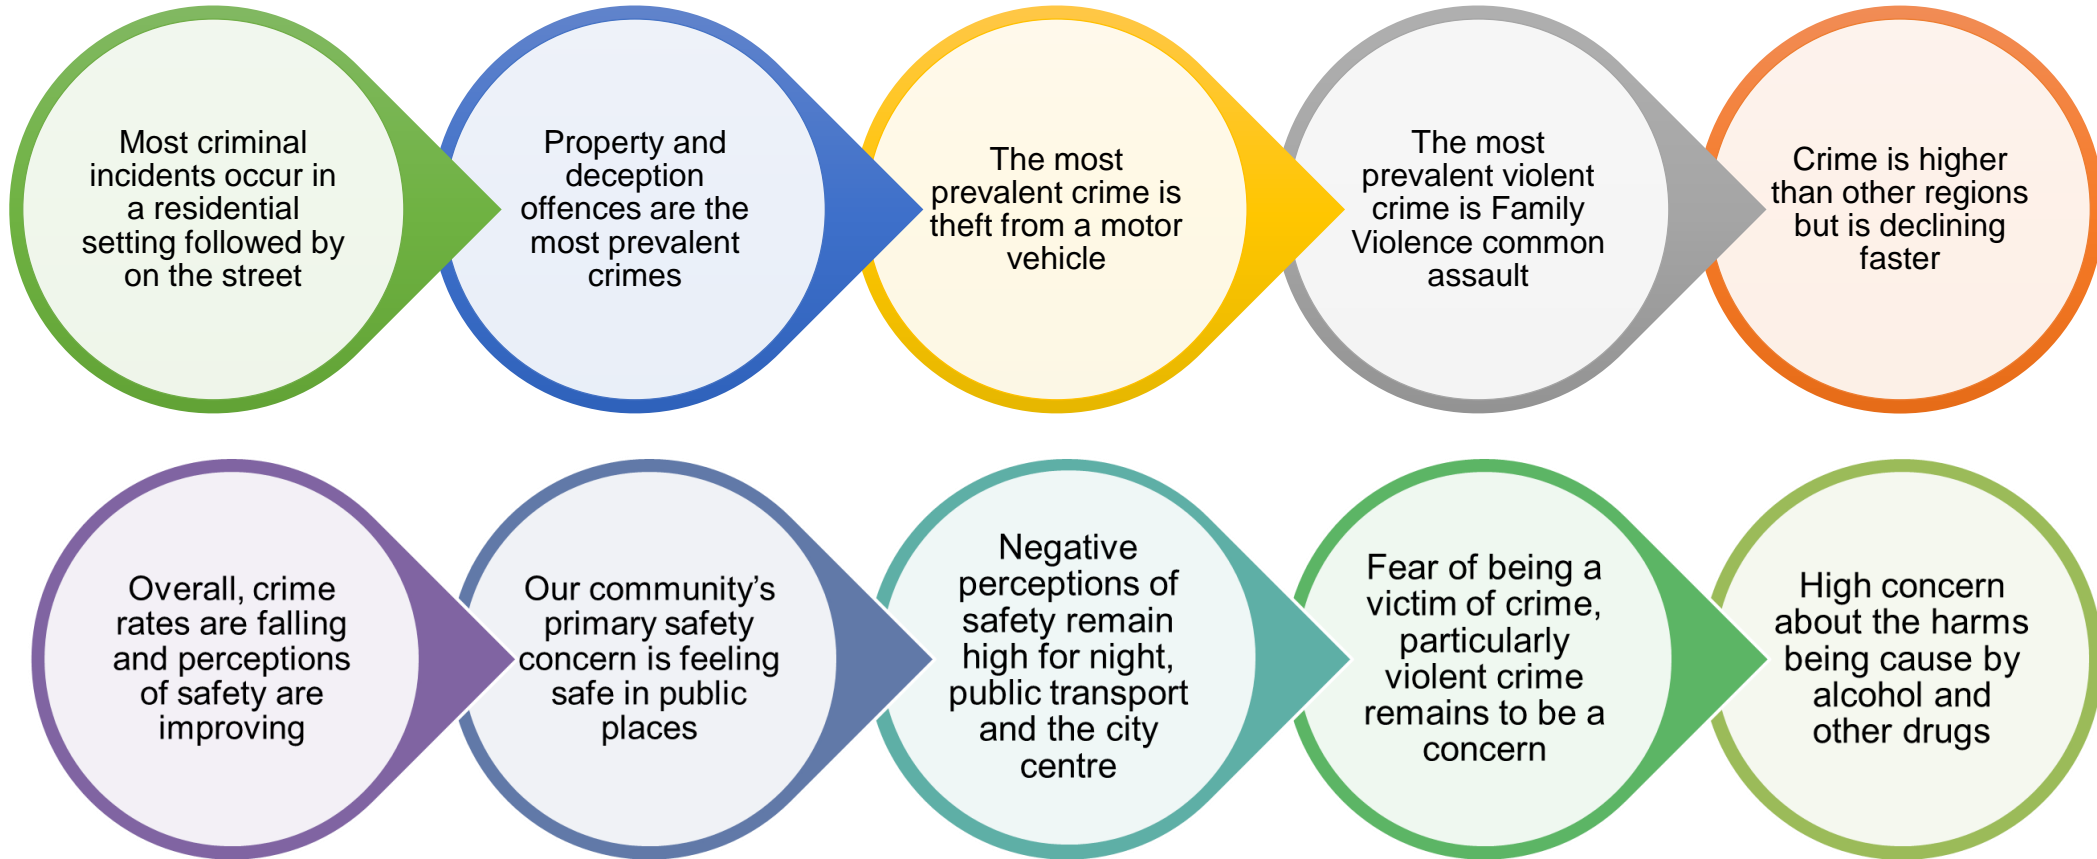 Most criminal
incidents occur in
a residential
setting followed by
on the street
Property and
deception
offences are the
most prevalent
crimes
The most
prevalent crime is
theft from a motor
vehicle
The most
prevalent violent
crime is Family
Violence common
assault
Crime is higher
than other regions
but is declining
faster
Overall, crime
rates are falling
and perceptions
of safety are
improving
Our community’s
primary safety
concern is feeling
safe in public
places
Negative
perceptions of
safety remain
high for night,
public transport
and the city
centre
Fear of being a
victim of crime,
particularly
violent crime
remains to be a
concern
High concern
about the harms
being cause by
alcohol and
other drugs